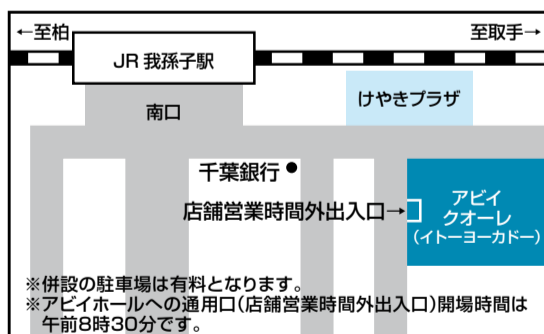 ←至柏
至取手→
JR 我孫子駅
南口
けやきプラザ
千葉銀行●
店舗営業時間外出入口→
アビイ
クオーレ
(イトーヨーカドー)
※併設の駐車場は有料となります。
※アビイホールへの通用口(店舗営業時間外出入口)開場時間は
午前8時30分です。